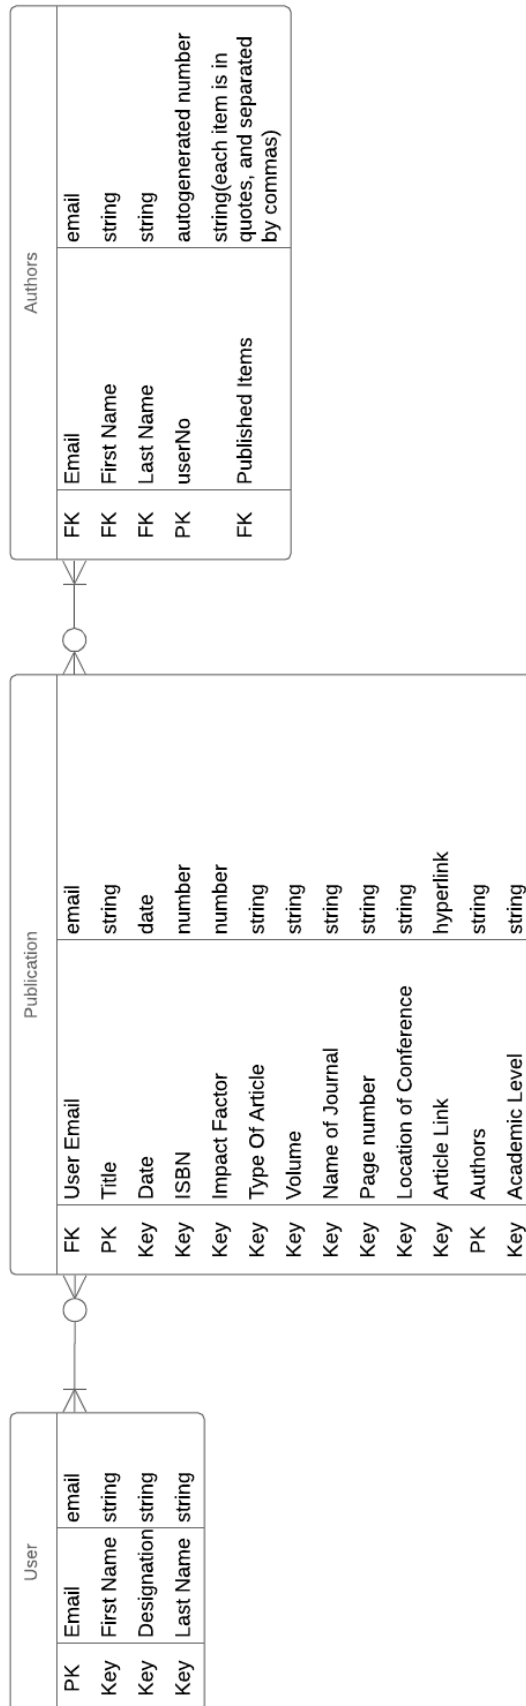 User
PK Email email
Key First Name string
Key Designation string
Key Last Name string
Publication
FK User Email email
PK Title string
Key Date date
Key ISBN number
Key Impact Factor number
Key Type Of Article string
Key Volume string
Key Name of Journal string
Key Page number string
Key Location of Conference string
Key Article Link hyperlink
PK Authors string
Key Academic Level string
Authors
FK Email email
FK First Name string
FK Last Name string
PK userNo autogenerated number
FK Published Items string(each item is in
quotes, and separated
by commas)